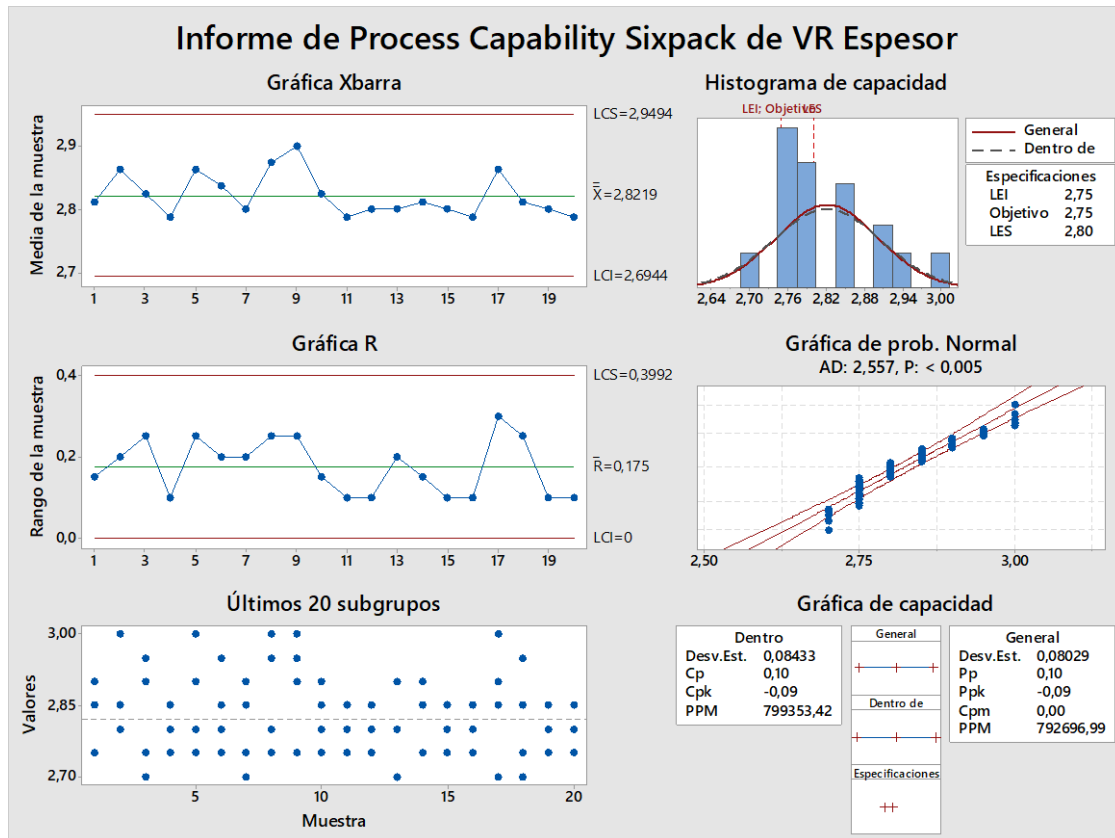 Informe de Process Capability Sixpack de VR Espesor
Gráfica Xbarra
Media de la muestra
2,9
2,8
2,7
1 3 5 7 9 11 13 15 17 19
LCS=2,9494
X=2,8219
LCI=2,6944
Histograma de capacidad
LEI; Objetivo LES
2,64 2,70 2,76 2,82 2,88 2,94 3,00
General
Dentro de
Especificaciones
LEI 2,75
Objetivo 2,75
LES 2,80
Gráfica R
Rango de la muestra
0,4
0,2
0,0
1 3 5 7 9 11 13 15 17 19
LCS=0,3992
R=0,175
LCI=0
Gráfica de prob. Normal
AD: 2,557, P: < 0,005
2,50 2,75 3,00
Últimos 20 subgrupos
Valores
3,00
2,85
2,70
5 10 15 20
Muestra
Gráfica de capacidad
Dentro
Desv.Est. 0,08433
Cp 0,10
Cpk -0,09
PPM 799353,42
General
Dentro de
Especificaciones
General
Desv.Est. 0,08029
Pp 0,10
Ppk -0,09
Cpm 0,00
PPM 792696,99